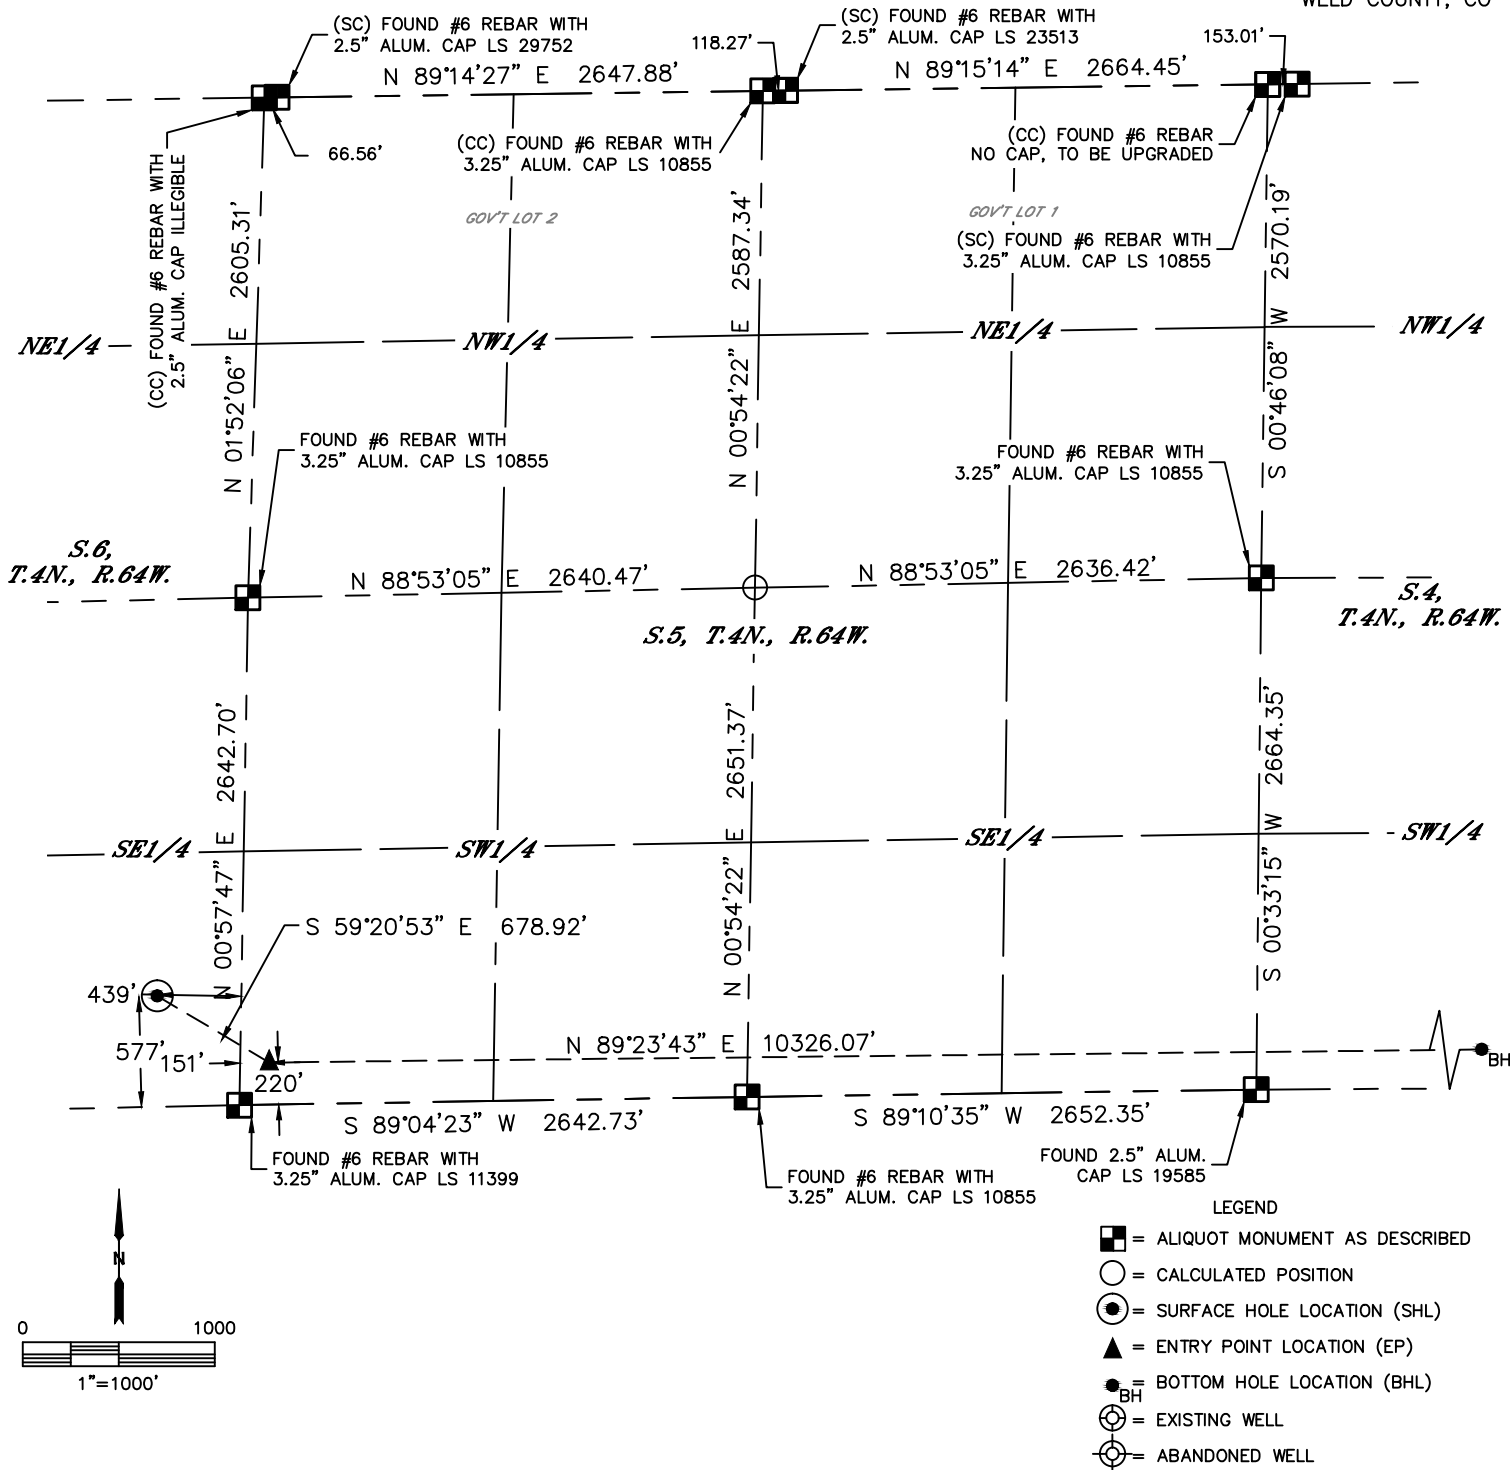 WELD COUNTY, CO
(SC) FOUND #6 REBAR WITH
2.5" ALUM. CAP LS 29752
N 89°14'27" E 2647.88'
118.27'
(SC) FOUND #6 REBAR WITH
2.5" ALUM. CAP LS 23513
N 89°15'14" E 2664.45'
153.01'
66.56'
(CC) FOUND #6 REBAR WITH
2.5" ALUM. CAP ILLEGIBLE
(CC) FOUND #6 REBAR WITH
3.25" ALUM. CAP LS 10855
(CC) FOUND #6 REBAR
NO CAP, TO BE UPGRADED
GOV'T LOT 2
GOV'T LOT 1
(SC) FOUND #6 REBAR WITH
3.25" ALUM. CAP LS 10855
N 01°52'06" E 2605.31'
N 00°54'22" E 2587.34'
S 00°46'08" W 2570.19'
NE1/4
NW1/4
NE1/4
NW1/4
FOUND #6 REBAR WITH
3.25" ALUM. CAP LS 10855
FOUND #6 REBAR WITH
3.25" ALUM. CAP LS 10855
S.6,
T.4N., R.64W.
N 88°53'05" E 2640.47'
N 88°53'05" E 2636.42'
S.4,
T.4N., R.64W.
S.5, T.4N., R.64W.
N 00°57'47" E 2642.70'
N 00°54'22" E 2651.37'
S 00°33'15" W 2664.35'
SE1/4
SW1/4
SE1/4
SW1/4
S 59°20'53" E 678.92'
439'
577'
151'
220'
N 89°23'43" E 10326.07'
BH
S 89°04'23" W 2642.73'
S 89°10'35" W 2652.35'
FOUND #6 REBAR WITH
3.25" ALUM. CAP LS 11399
FOUND #6 REBAR WITH
3.25" ALUM. CAP LS 10855
FOUND 2.5" ALUM.
CAP LS 19585
N
0 1000
1"=1000'
LEGEND
= ALIQUOT MONUMENT AS DESCRIBED
= CALCULATED POSITION
= SURFACE HOLE LOCATION (SHL)
= ENTRY POINT LOCATION (EP)
BH = BOTTOM HOLE LOCATION (BHL)
= EXISTING WELL
= ABANDONED WELL